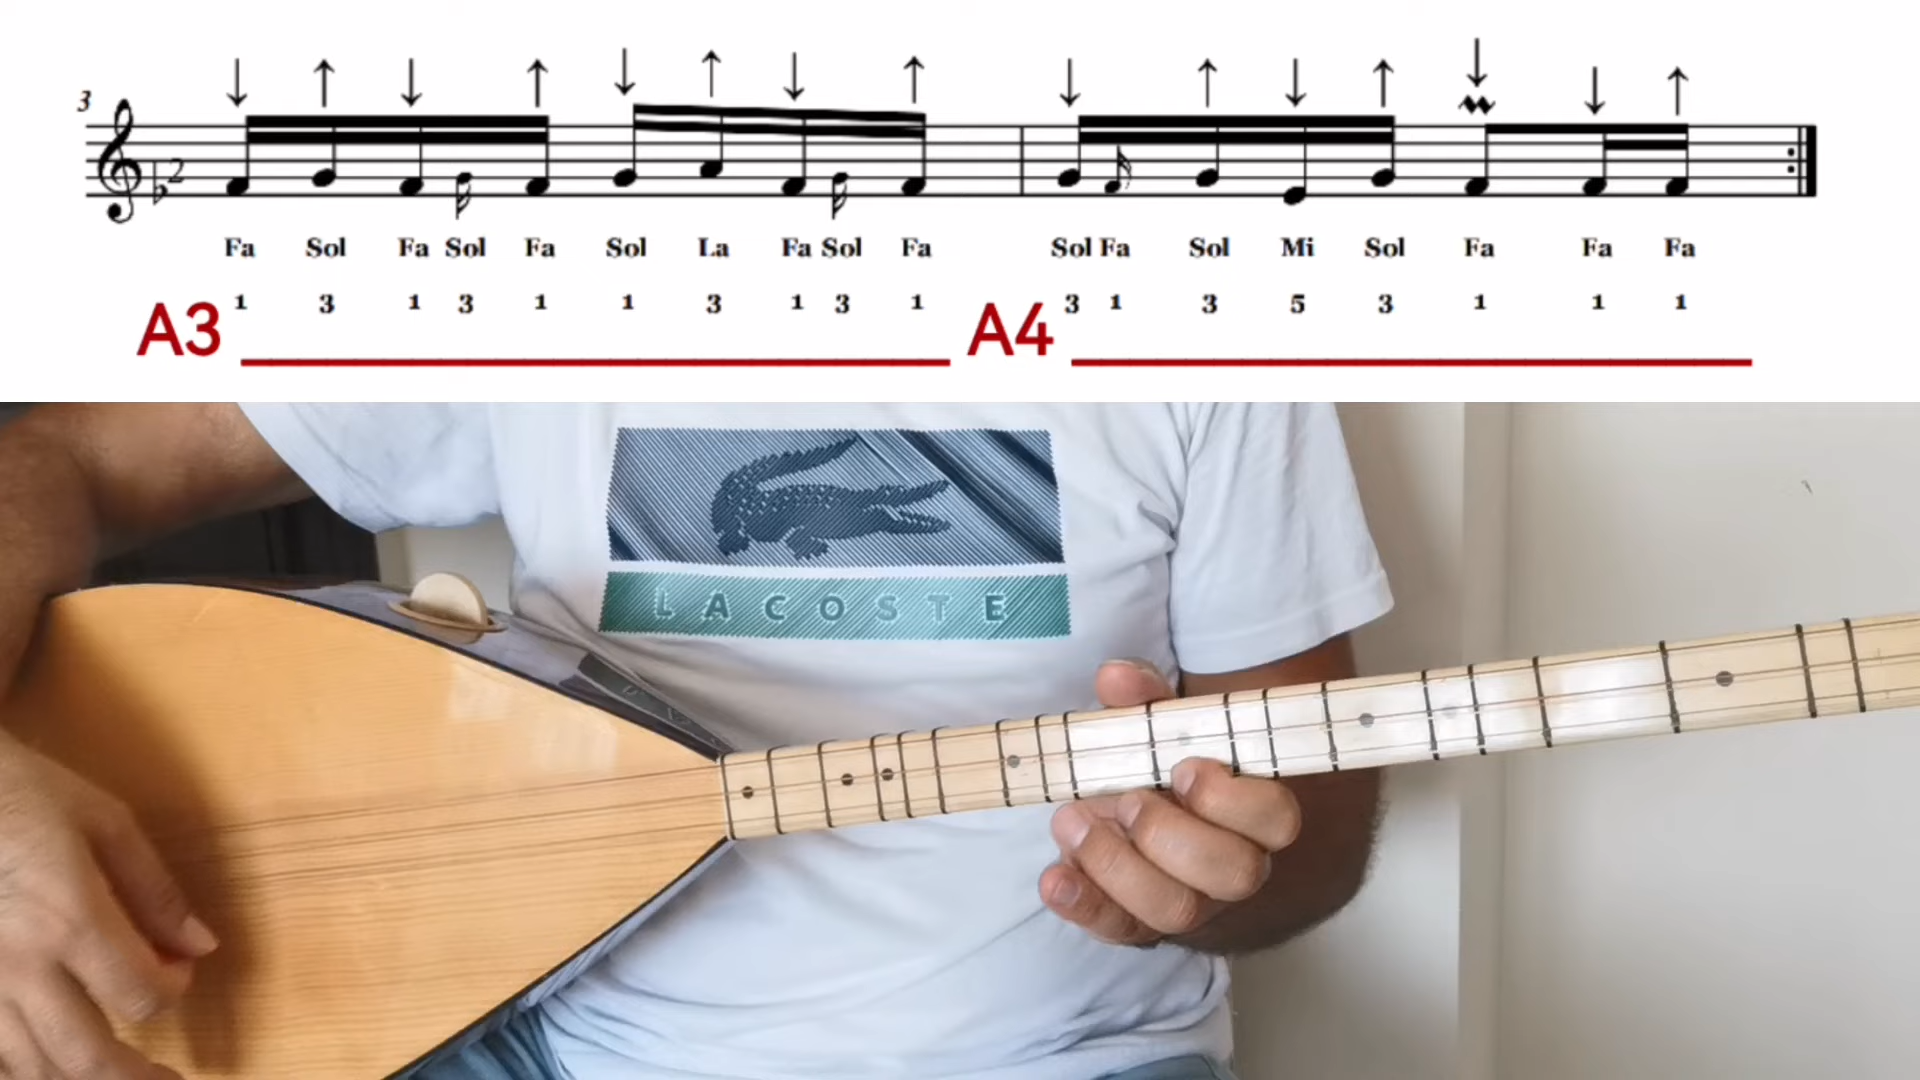 3
2
Fa Sol Fa Sol Fa Sol La Fa Sol Fa Sol Fa Sol Mi Sol Fa Fa Fa
A3 1 3 1 3 1 1 3 1 3 1 A4 3 1 3 5 3 1 1 1
LACOSTE